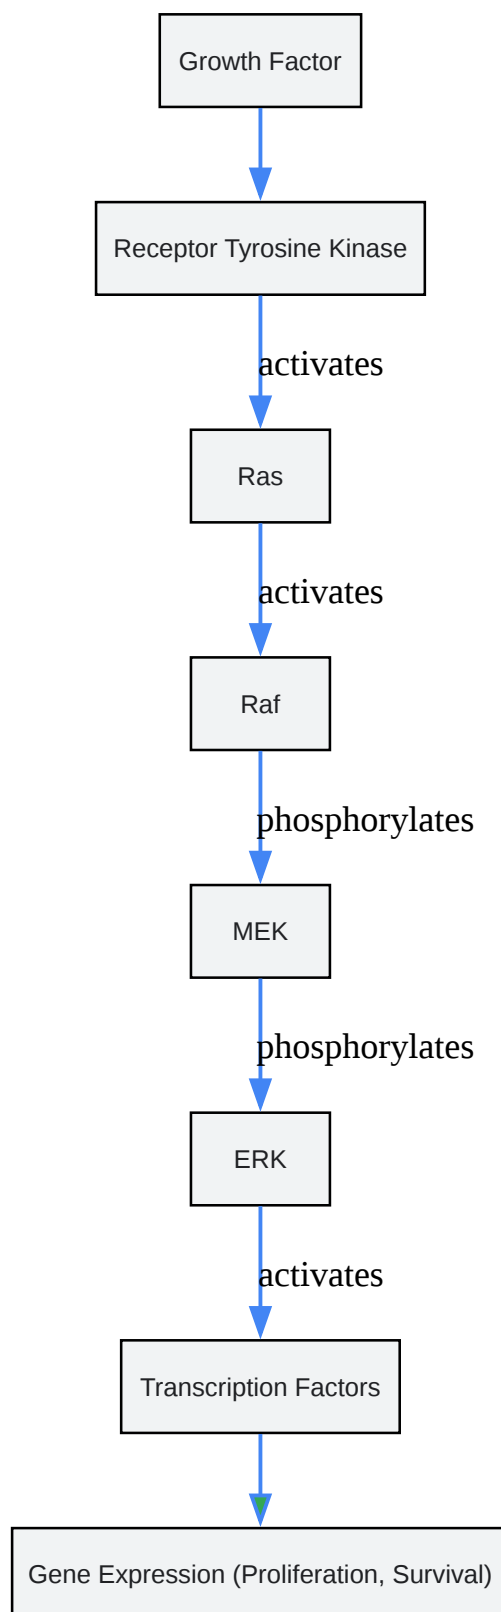 Growth Factor
Receptor Tyrosine Kinase
activates
Ras
activates
Raf
phosphorylates
MEK
phosphorylates
ERK
activates
Transcription Factors
Gene Expression (Proliferation, Survival)